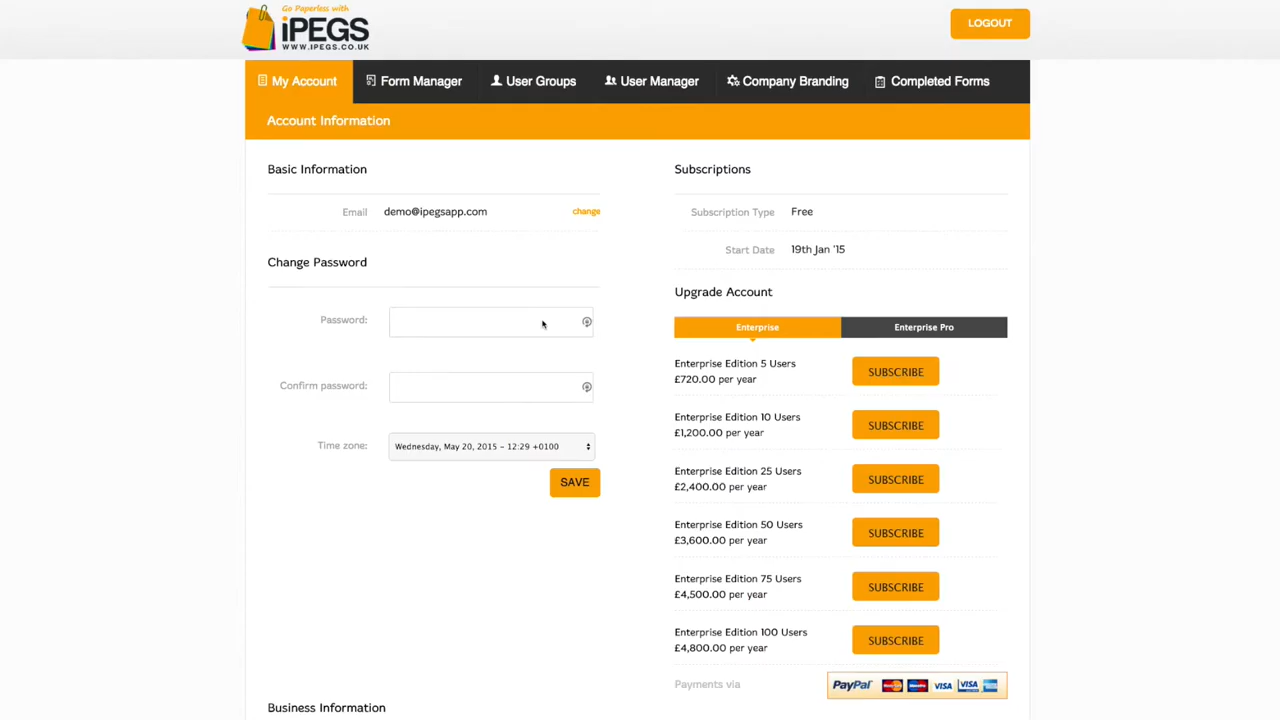 Go Paperless with
iPEGS
WWW.IPEGS.CO.UK
LOGOUT
My Account
Form Manager
User Groups
User Manager
Company Branding
Completed Forms
Account Information
Basic Information
Email demo@ipegsapp.com change
Change Password
Password:
Confirm password:
Time zone: Wednesday, May 20, 2015 – 12:29 +0100
SAVE
Subscriptions
Subscription Type Free
Start Date 19th Jan '15
Upgrade Account
Enterprise Enterprise Pro
Enterprise Edition 5 Users
£720.00 per year
SUBSCRIBE
Enterprise Edition 10 Users
£1,200.00 per year
SUBSCRIBE
Enterprise Edition 25 Users
£2,400.00 per year
SUBSCRIBE
Enterprise Edition 50 Users
£3,600.00 per year
SUBSCRIBE
Enterprise Edition 75 Users
£4,500.00 per year
SUBSCRIBE
Enterprise Edition 100 Users
£4,800.00 per year
SUBSCRIBE
Payments via PayPal VISA VISA
Business Information